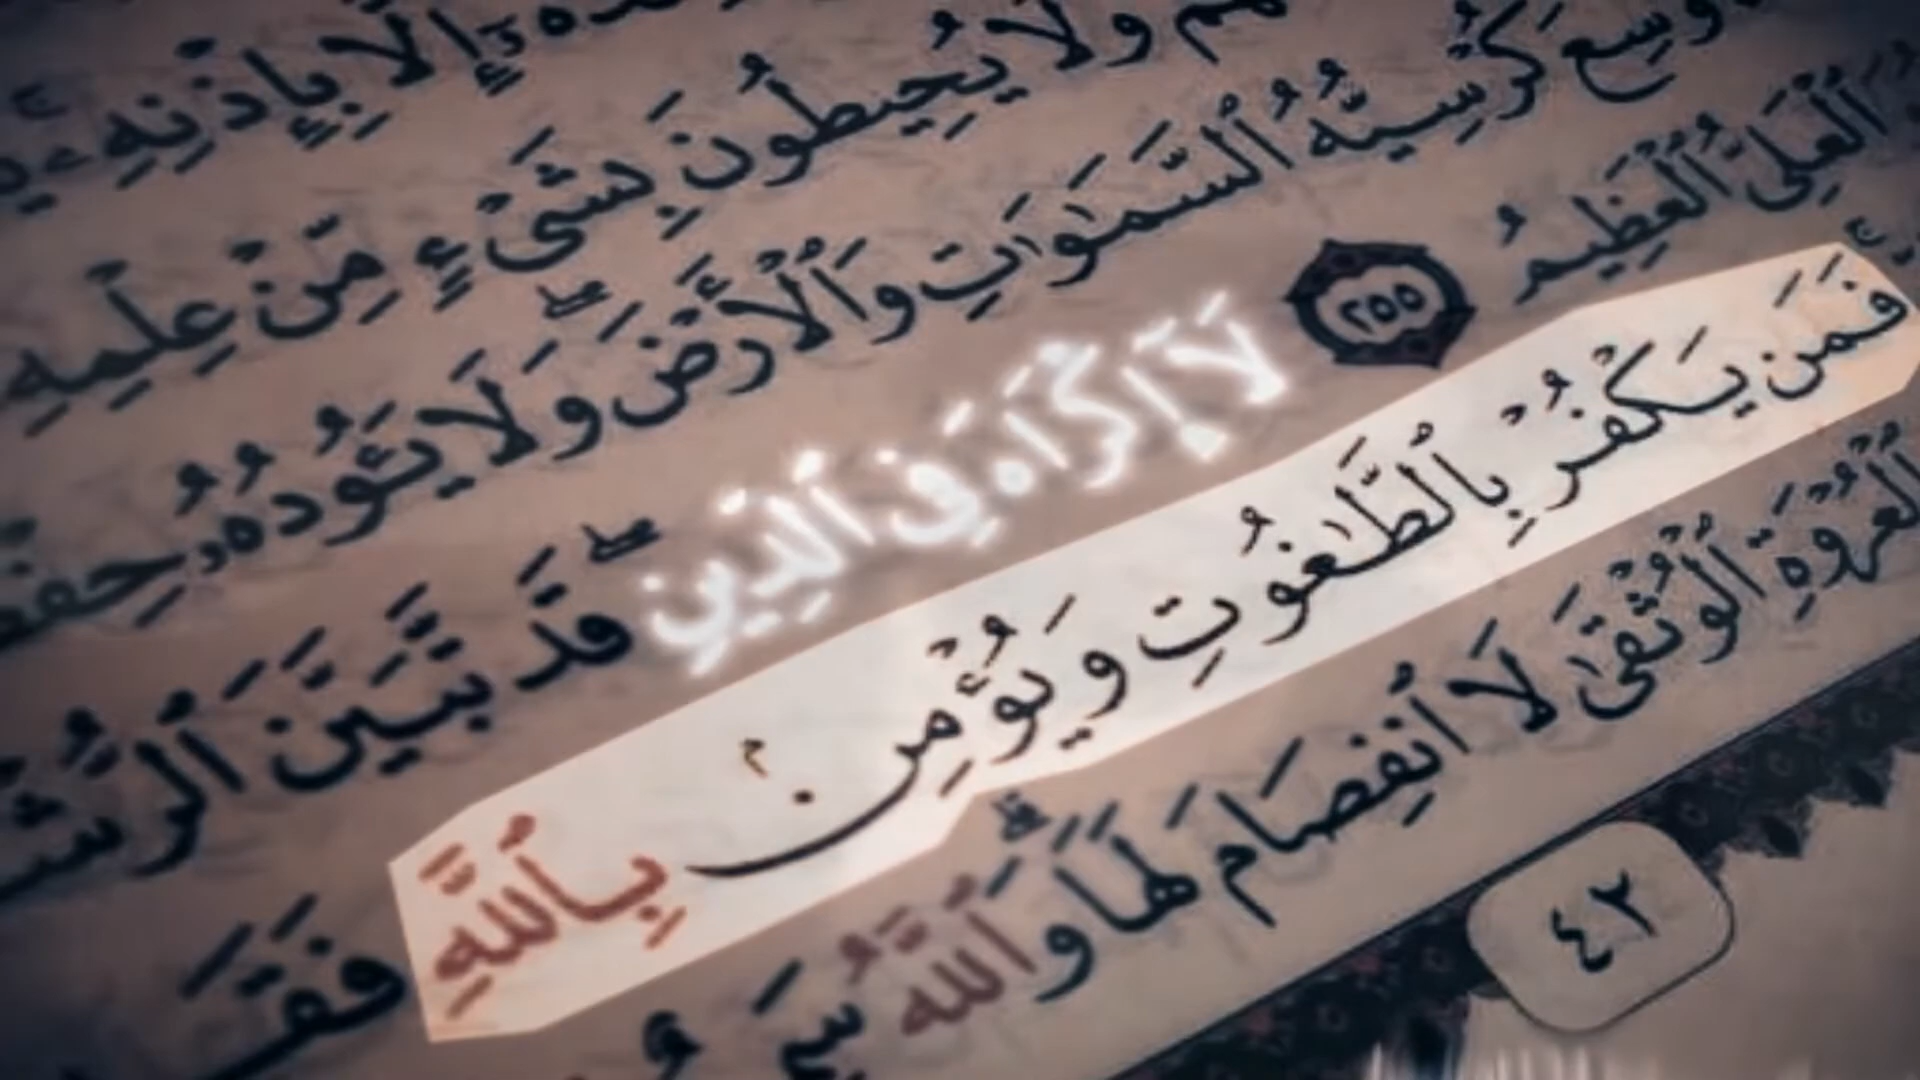 إِلَّا بِإِذْنِهِۦ
وَلَا يُحِيطُونَ بِشَىْءٍ مِّنْ عِلْمِهِۦٓ
وَسِعَ كُرْسِيُّهُ ٱلسَّمَٰوَٰتِ وَٱلْأَرْضَ ۖ وَلَا يَـُٔودُهُۥ
ٱلْعَلِىُّ ٱلْعَظِيمُ ٢٥٥ لَآ إِكْرَاهَ فِى ٱلدِّينِ ۖ قَد تَّبَيَّنَ
فَمَن يَكْفُرْ بِٱلطَّٰغُوتِ وَيُؤْمِنۢ بِٱللَّهِ
ٱلْعُرْوَةِ ٱلْوُثْقَىٰ لَا ٱنفِصَامَ لَهَا ۗ وَٱللَّهُ
٤٢